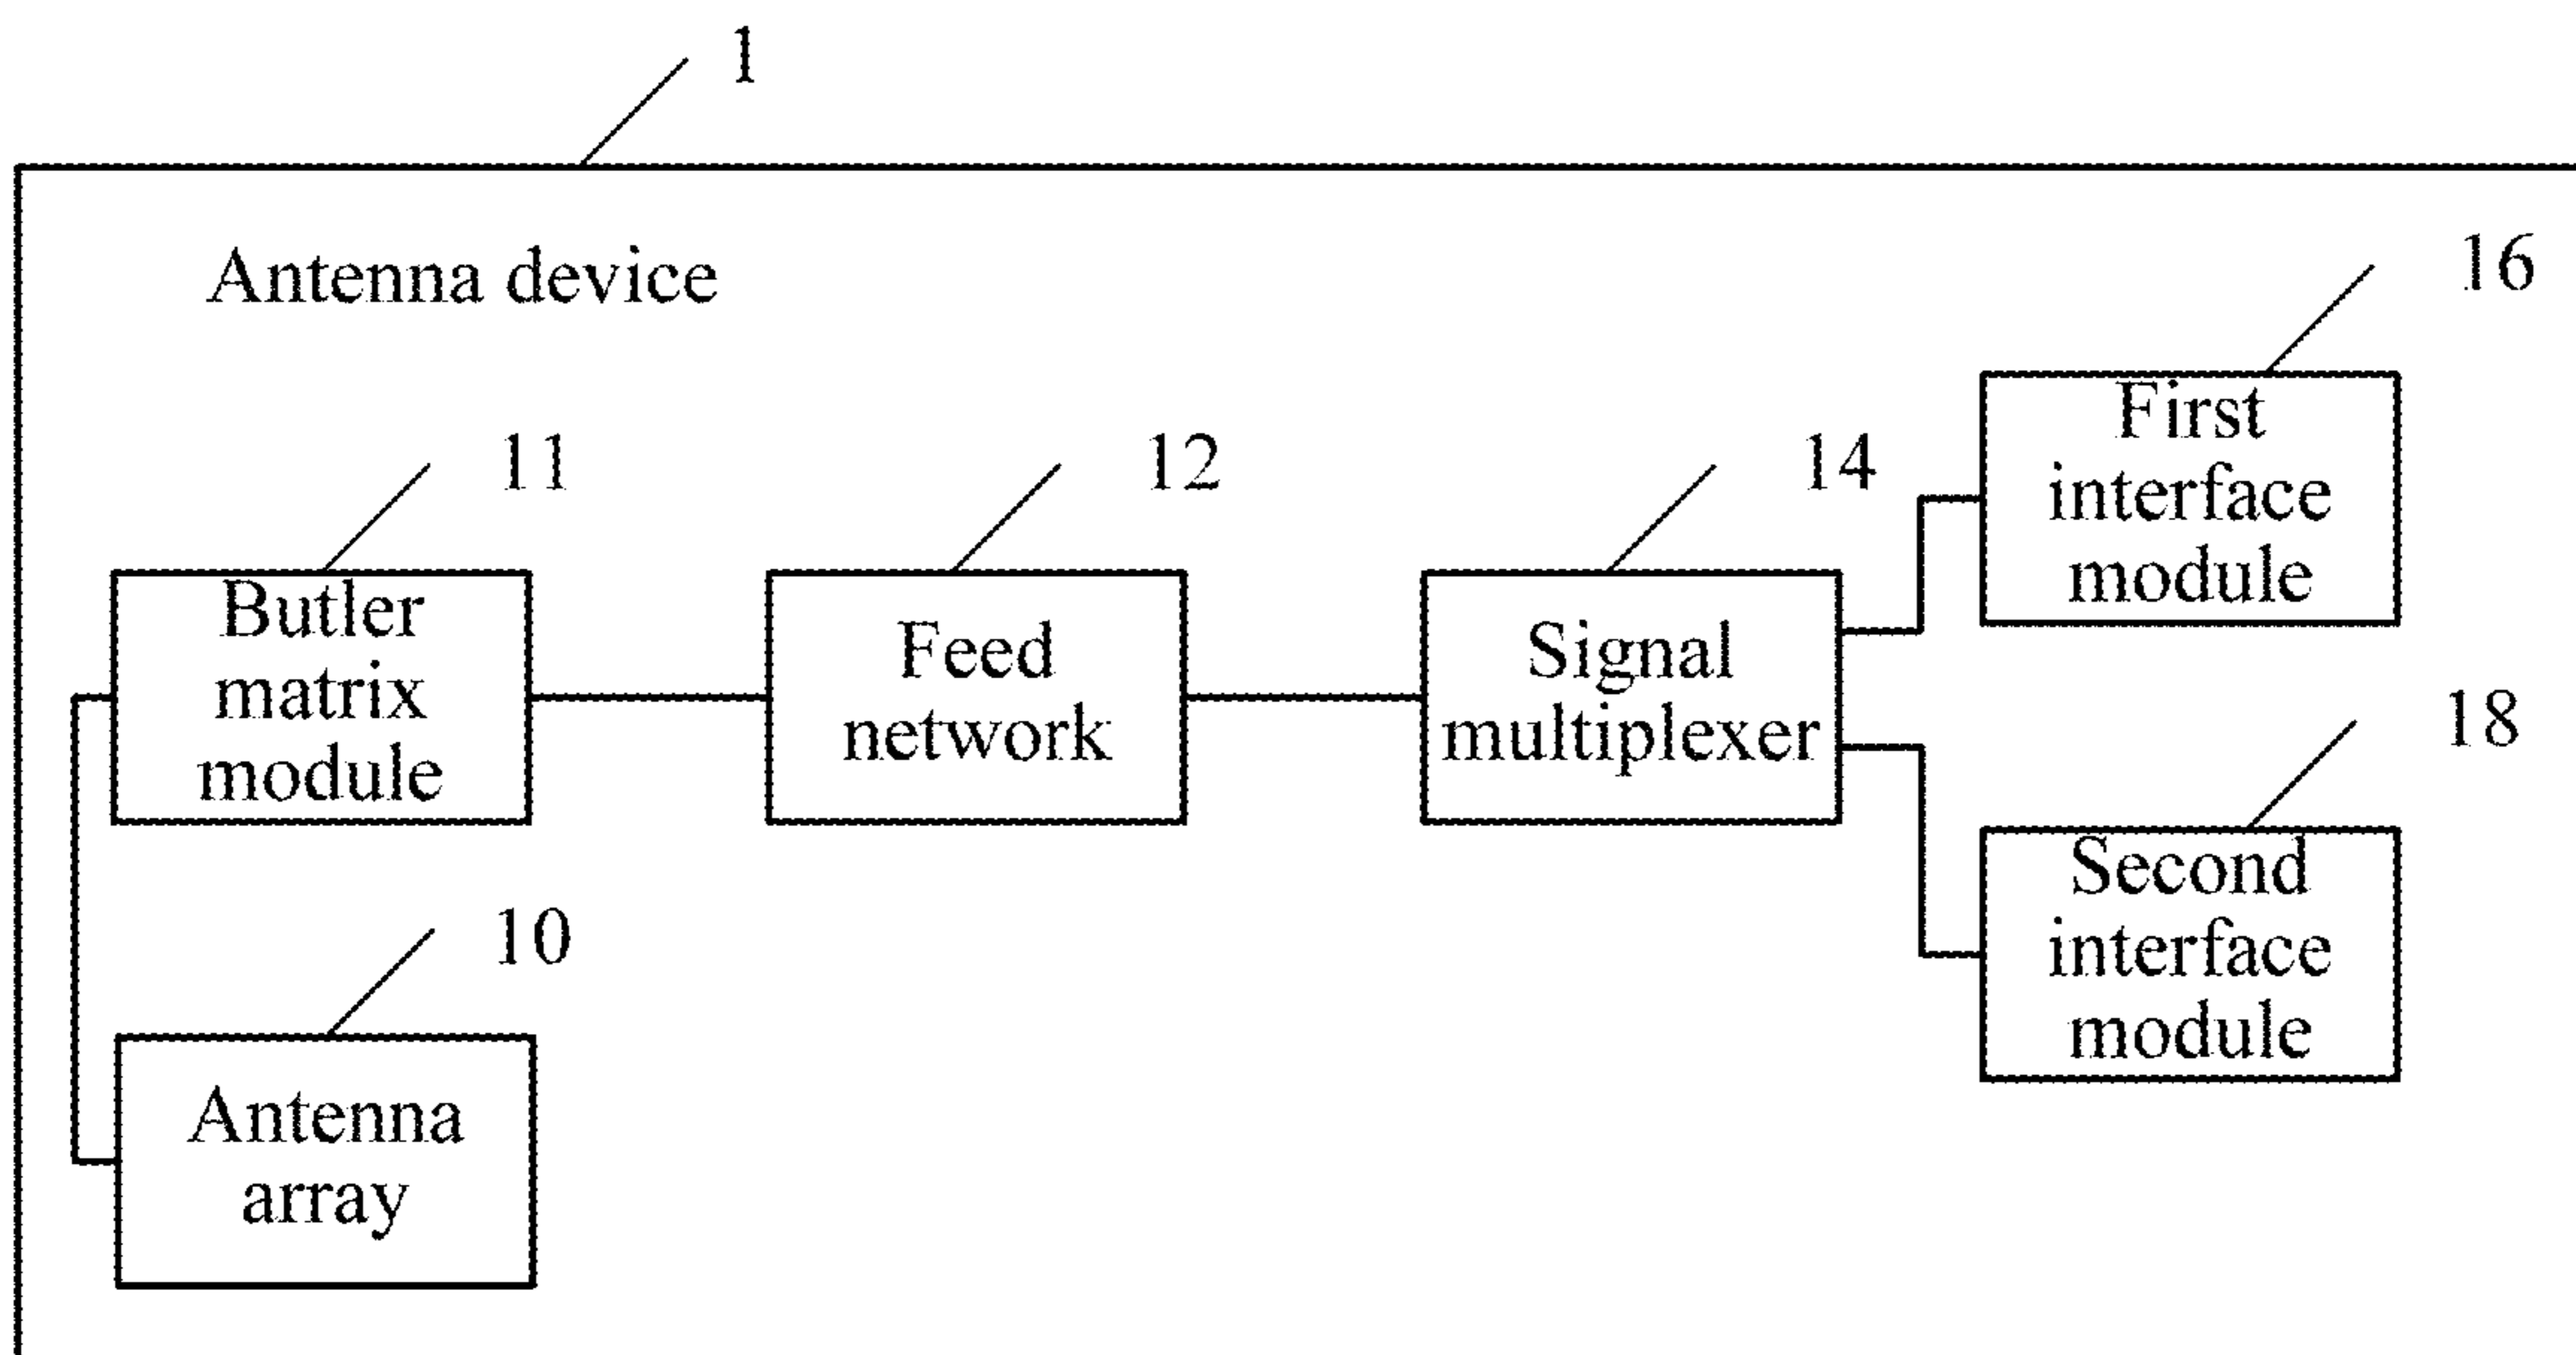 1
Antenna device
16
First
interface
module
11
12
14
Butler
matrix
module
Feed
network
Signal
multiplexer
18
Second
interface
module
10
Antenna
array